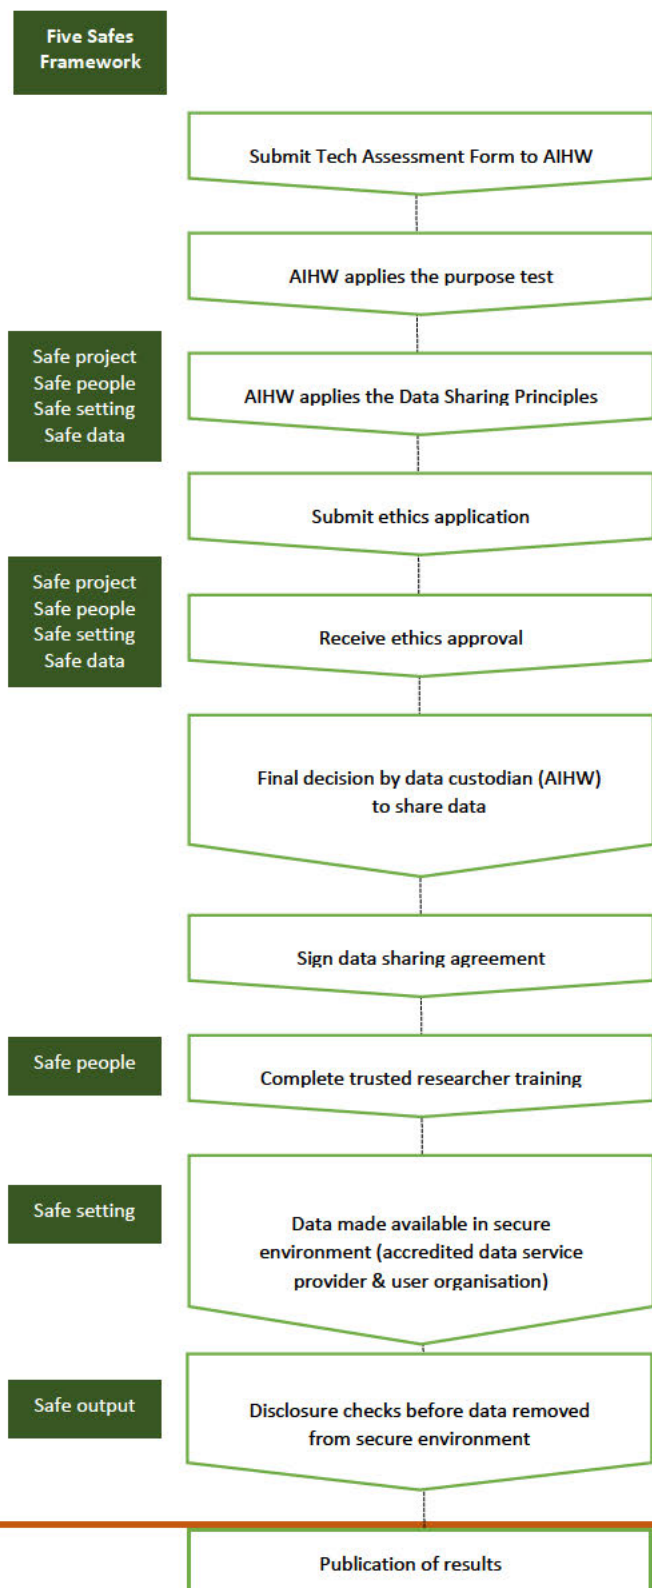 Five Safes
Framework
Submit Tech Assessment Form to AIHW
AIHW applies the purpose test
Safe project
Safe people
Safe setting
Safe data
AIHW applies the Data Sharing Principles
Submit ethics application
Safe project
Safe people
Safe setting
Safe data
Receive ethics approval
Final decision by data custodian (AIHW)
to share data
Sign data sharing agreement
Safe people
Complete trusted researcher training
Safe setting
Data made available in secure
environment (accredited data service
provider & user organisation)
Safe output
Disclosure checks before data removed
from secure environment
Publication of results